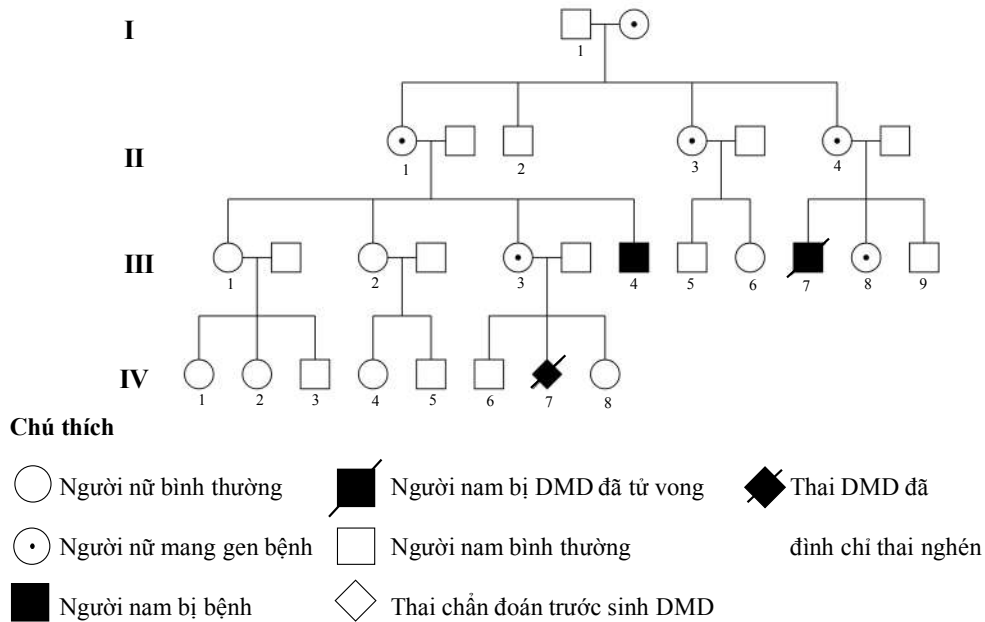 I
1
II
1 2 3 4
III
1 2 3 4 5 6 7 8 9
IV
1 2 3 4 5 6 7 8
Chú thích
Người nữ bình thường Người nam bị DMD đã tử vong Thai DMD đã
Người nữ mang gen bệnh Người nam bình thường đình chỉ thai nghén
Người nam bị bệnh Thai chẩn đoán trước sinh DMD